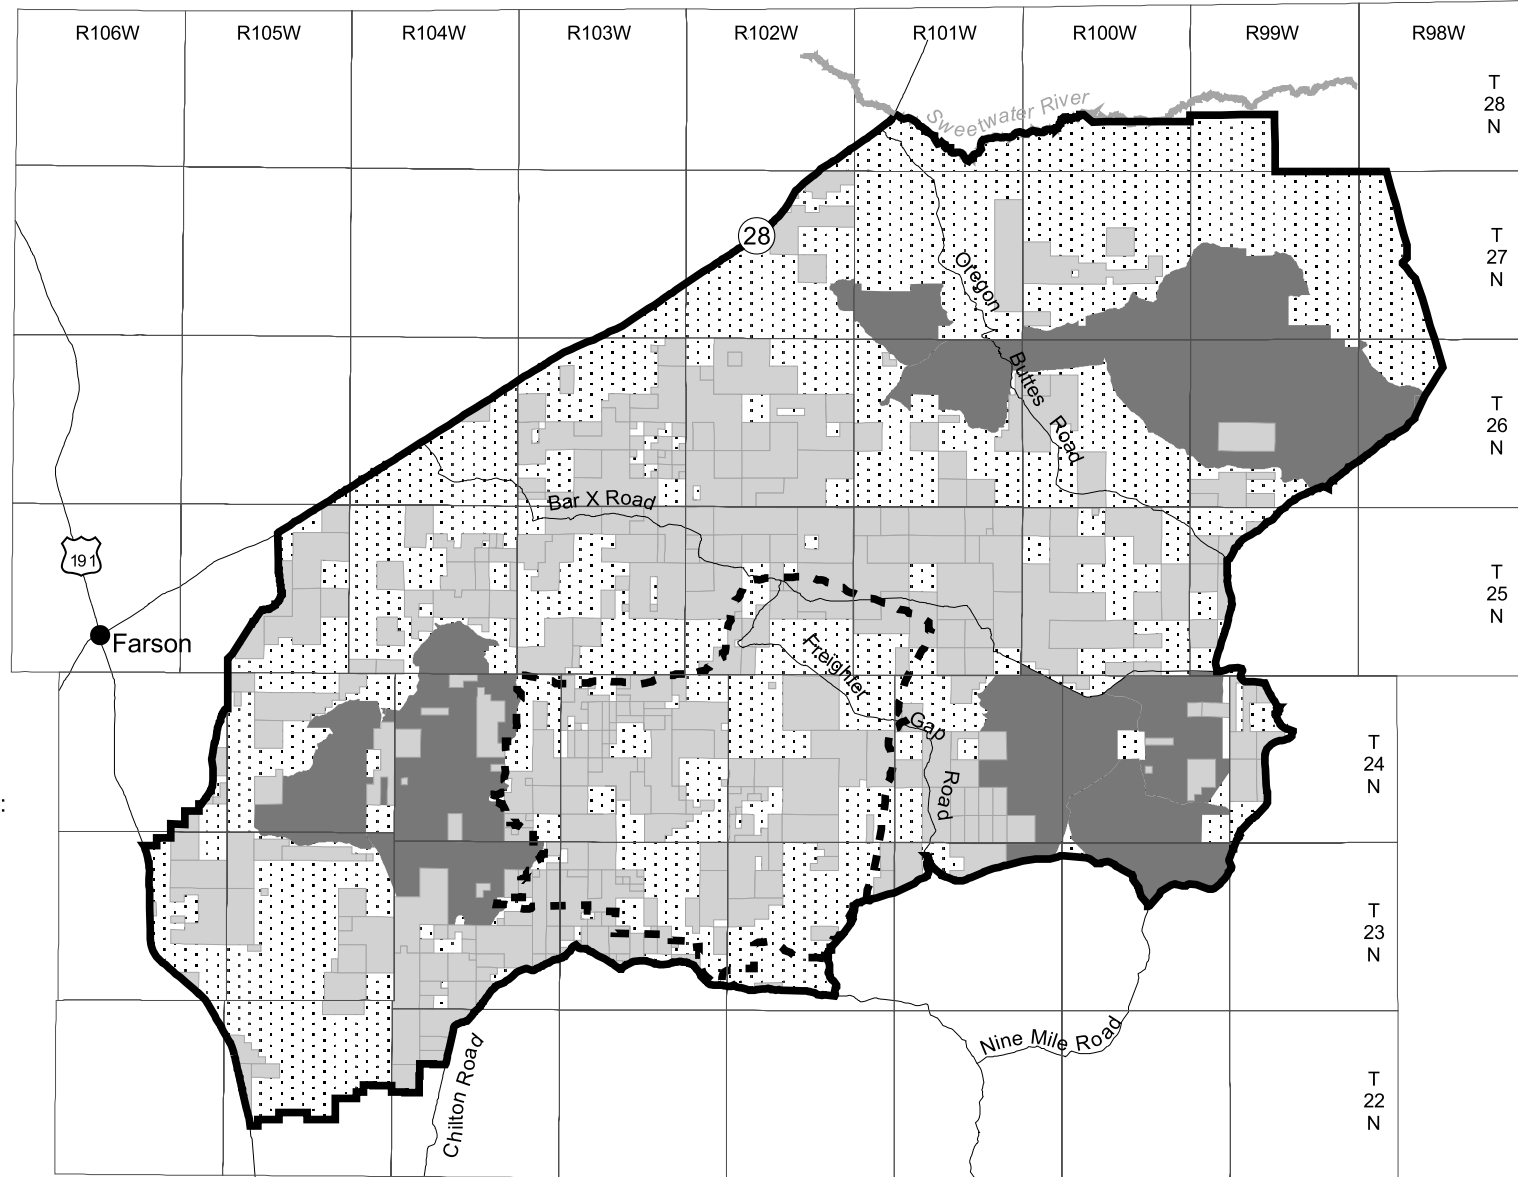 R106W R105W R104W R103W R102W R101W R100W R99W R98W
T
28
N
Sweetwater River
28
T
27
N
Oregon
Buttes
Road
T
26
N
Bar X Road
191
T
25
N
Farson
Freighter
Gap
Road
T
24
N
:
T
23
N
Nine Mile Road
Chilton Road
T
22
N